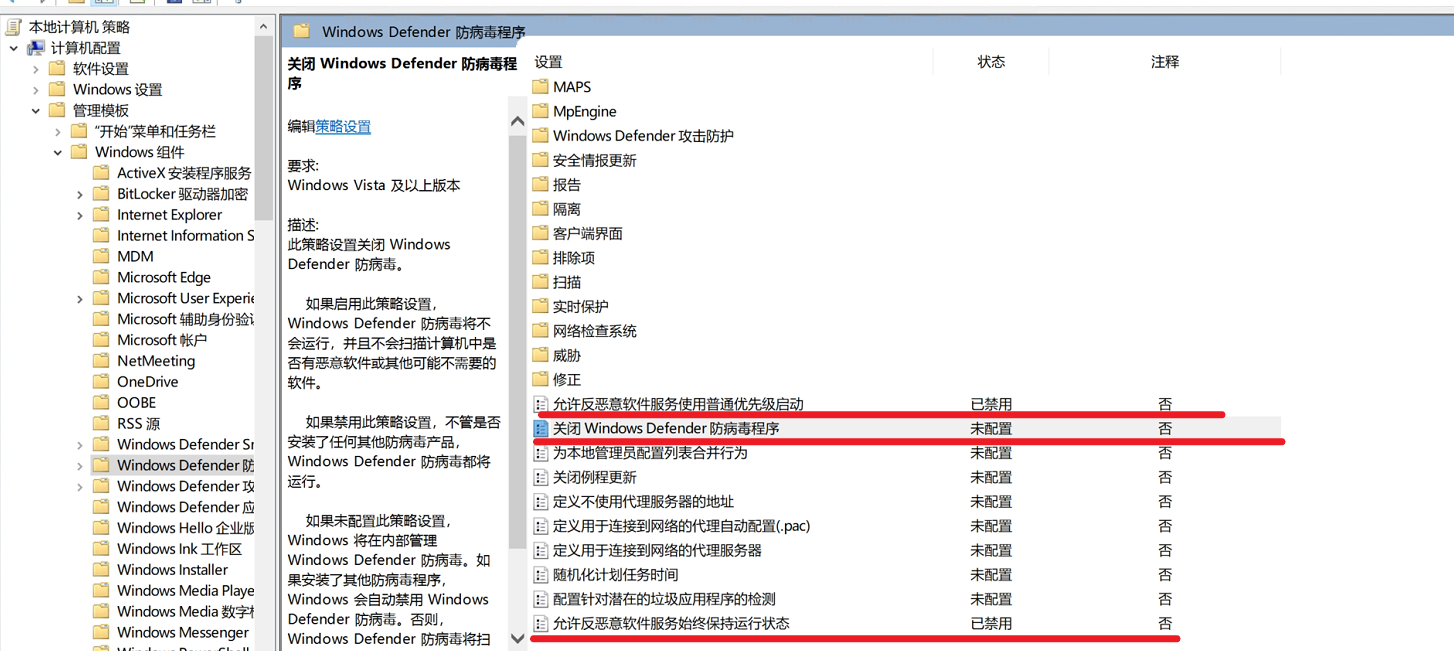 本地计算机 策略
计算机配置
软件设置
Windows 设置
管理模板
“开始”菜单和任务栏
Windows 组件
ActiveX 安装程序服务
BitLocker 驱动器加密
Internet Explorer
Internet Information S
MDM
Microsoft Edge
Microsoft User Experie
Microsoft 辅助身份验
Microsoft 帐户
NetMeeting
OneDrive
OOBE
RSS 源
Windows Defender Sr
Windows Defender 防
Windows Defender 攻
Windows Defender 应
Windows Hello 企业版
Windows Ink 工作区
Windows Installer
Windows Media Playe
Windows Media 数字
Windows Messenger
Windows PowerShell
Windows Defender 防病毒程序
关闭 Windows Defender 防病毒程
序
编辑策略设置
要求:
Windows Vista 及以上版本
描述:
此策略设置关闭 Windows
Defender 防病毒。
如果启用此策略设置，
Windows Defender 防病毒将不
会运行，并且不会扫描计算机中是
否有恶意软件或其他可能不需要的
软件。
如果禁用此策略设置，不管是否
安装了任何其他防病毒产品，
Windows Defender 防病毒都将
运行。
如果未配置此策略设置，
Windows 将在内部管理
Windows Defender 防病毒。如
果安装了其他防病毒程序，
Windows 会自动禁用 Windows
Defender 防病毒。否则，
Windows Defender 防病毒将扫
设置 状态 注释
MAPS
MpEngine
Windows Defender 攻击防护
安全情报更新
报告
隔离
客户端界面
排除项
扫描
实时保护
网络检查系统
威胁
修正
允许反恶意软件服务使用普通优先级启动 已禁用 否
关闭 Windows Defender 防病毒程序 未配置 否
为本地管理员配置列表合并行为 未配置 否
关闭例程更新 未配置 否
定义不使用代理服务器的地址 未配置 否
定义用于连接到网络的代理自动配置(.pac) 未配置 否
定义用于连接到网络的代理服务器 未配置 否
随机化计划任务时间 未配置 否
配置针对潜在的垃圾应用程序的检测 未配置 否
允许反恶意软件服务始终保持运行状态 已禁用 否